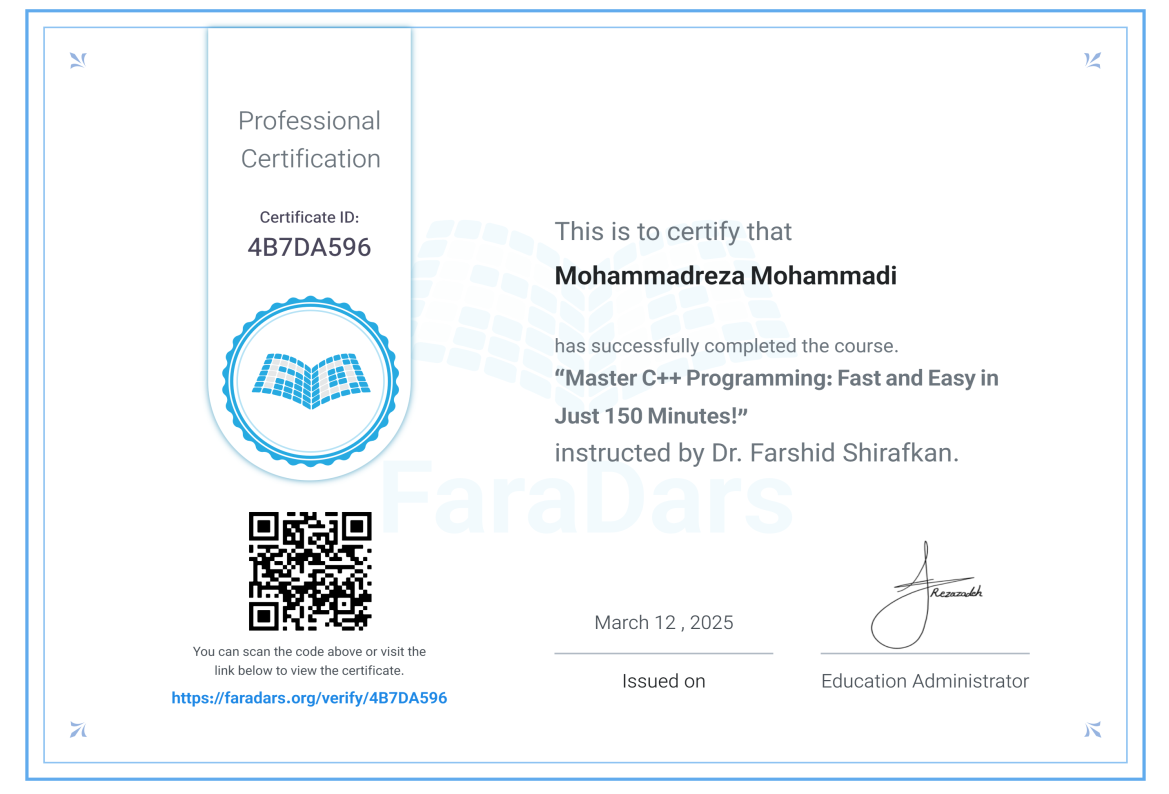 Professional
Certification
Certificate ID:
4B7DA596
This is to certify that
Mohammadreza Mohammadi
has successfully completed the course.
“Master C++ Programming: Fast and Easy in
Just 150 Minutes!”
instructed by Dr. Farshid Shirafkan.
FaraDars
You can scan the code above or visit the
link below to view the certificate.
https://faradars.org/verify/4B7DA596
Rezazadeh
March 12 , 2025
Issued on
Education Administrator